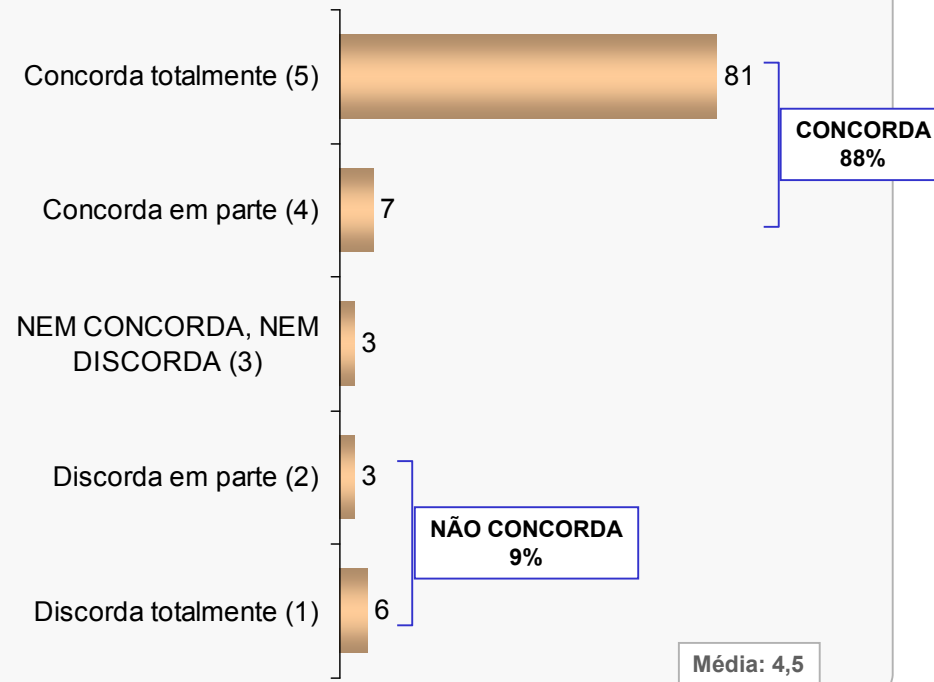 Concorda totalmente (5)
81
CONCORDA
88%
Concorda em parte (4)
7
NEM CONCORDA, NEM
DISCORDA (3)
3
Discorda em parte (2)
3
NÃO CONCORDA
9%
Discorda totalmente (1)
6
Média: 4,5